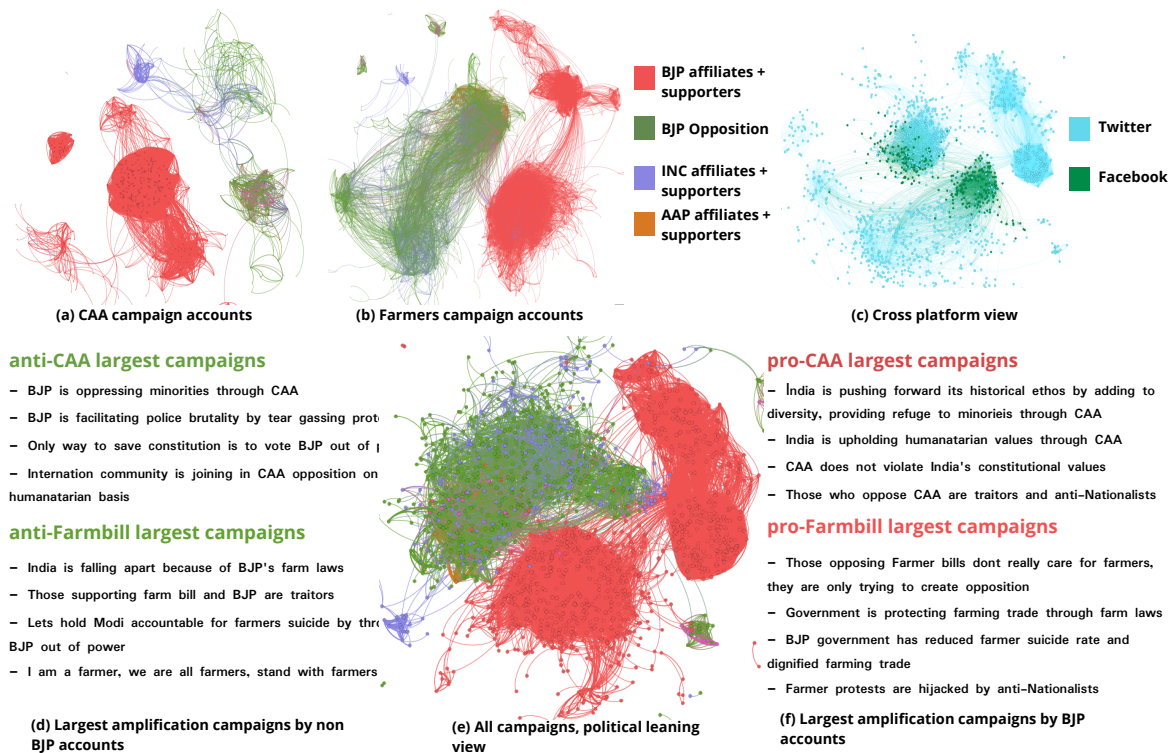 BJP affiliates +
supporters
BJP Opposition
INC affiliates +
supporters
AAP affiliates +
supporters
Twitter
Facebook
(a) CAA campaign accounts
(b) Farmers campaign accounts
(c) Cross platform view
anti-CAA largest campaigns
– BJP is oppressing minorities through CAA
– BJP is facilitating police brutality by tear gassing prot
– Only way to save constitution is to vote BJP out of
– Internation community is joining in CAA opposition on
humanatarian basis
anti-Farmbill largest campaigns
– India is falling apart because of BJP's farm laws
– Those supporting farm bill and BJP are traitors
– Lets hold Modi accountable for farmers suicide by thr
BJP out of power
– I am a farmer, we are all farmers, stand with farmers
(d) Largest amplification campaigns by non
BJP accounts
(e) All campaigns, political leaning
view
pro-CAA largest campaigns
– India is pushing forward its historical ethos by adding to
diversity, providing refuge to minorieis through CAA
– India is upholding humanatarian values through CAA
– CAA does not violate India's constitutional values
– Those who oppose CAA are traitors and anti-Nationalists
pro-Farmbill largest campaigns
– Those opposing Farmer bills dont really care for farmers,
they are only trying to create opposition
– Government is protecting farming trade through farm laws
– BJP government has reduced farmer suicide rate and
dignified farming trade
– Farmer protests are hijacked by anti-Nationalists
(f) Largest amplification campaigns by BJP
accounts